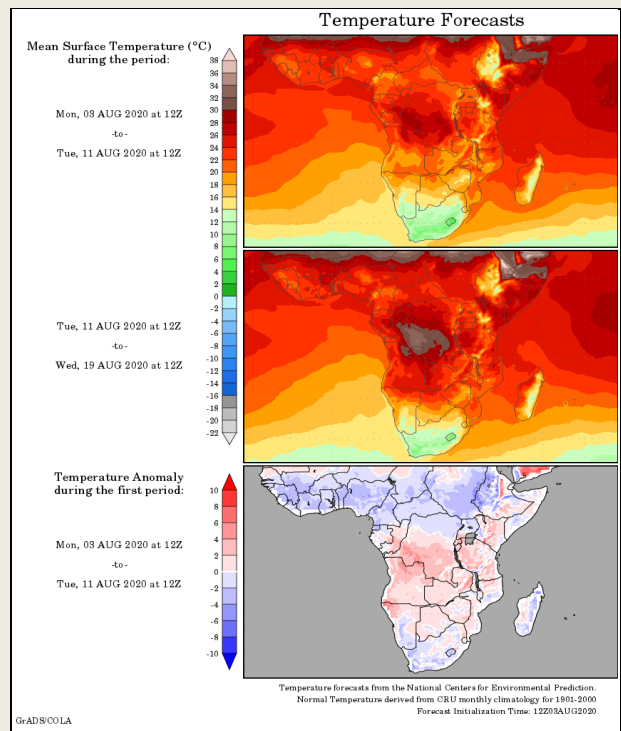 Temperature Forecasts
Mean Surface Temperature (°C)
during the period:
38
36
34
32
30
28
26
24
22
20
18
16
14
12
10
8
6
4
2
0
-2
-4
-6
-8
-10
-12
-14
-16
-18
-20
-22
Mon, 03 AUG 2020 at 12Z
-to-
Tue, 11 AUG 2020 at 12Z
Tue, 11 AUG 2020 at 12Z
-to-
Wed, 19 AUG 2020 at 12Z
Temperature Anomaly
during the first period:
10
8
6
4
2
0
-2
-4
-6
-8
-10
Mon, 03 AUG 2020 at 12Z
-to-
Tue, 11 AUG 2020 at 12Z
Temperature forecasts from the National Centers for Environmental Prediction.
Normal Temperature derived from CRU monthly climatology for 1901-2000
Forecast Initialization Time: 12Z03AUG2020
GrADS/COLA